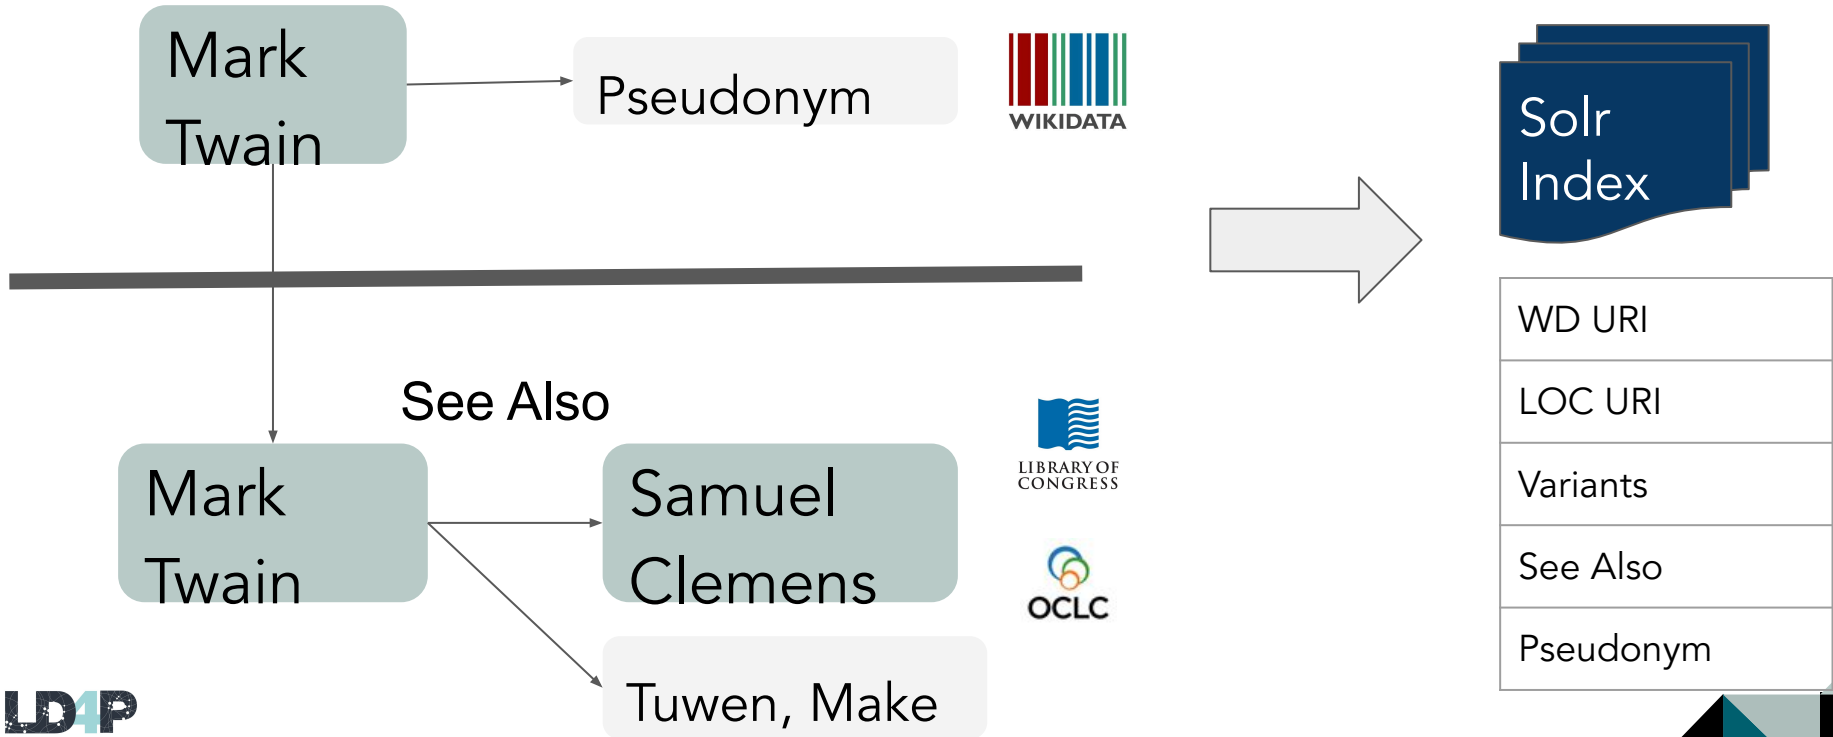 Mark
Twain
Pseudonym
WIKIDATA
Solr
Index
See Also
Mark
Twain
Samuel
Clemens
Tuwen, Make
LIBRARY OF
CONGRESS
OCLC
WD URI
LOC URI
Variants
See Also
Pseudonym
LD4P